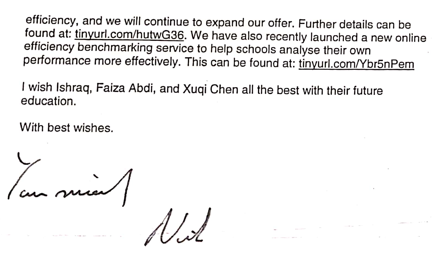 efficiency, and we will continue to expand our offer. Further details can be
found at: tinyurl.com/hutwG36. We have also recently launched a new online
efficiency benchmarking service to help schools analyse their own
performance more effectively. This can be found at: tinyurl.com/Ybr5nPem
I wish Ishraq, Faiza Abdi, and Xuqi Chen all the best with their future
education.
With best wishes.